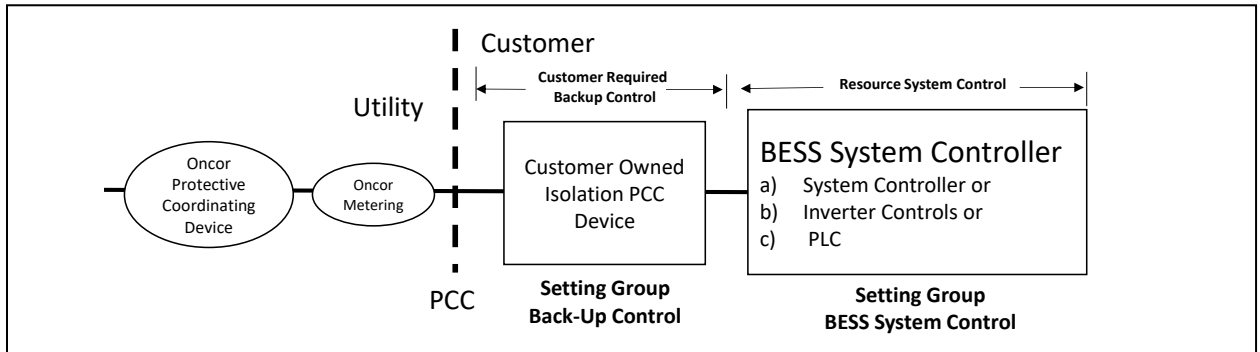 Customer
Utility
Customer Required
Backup Control
Resource System Control
Oncor
Protective
Coordinating
Device
Oncor
Metering
Customer Owned
Isolation PCC
Device
BESS System Controller
a) System Controller or
b) Inverter Controls or
c) PLC
PCC
Setting Group
Back-Up Control
Setting Group
BESS System Control